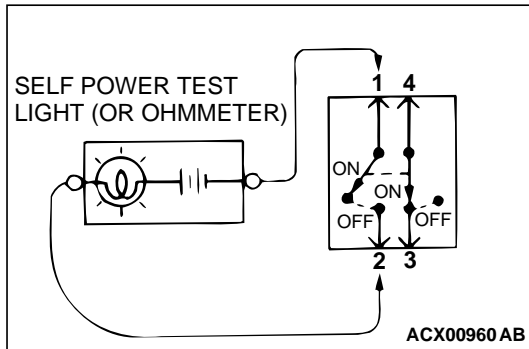 SELF POWER TEST
LIGHT (OR OHMMETER)
1 4
ON
ON
OFF
OFF
2 3
ACX00960 AB